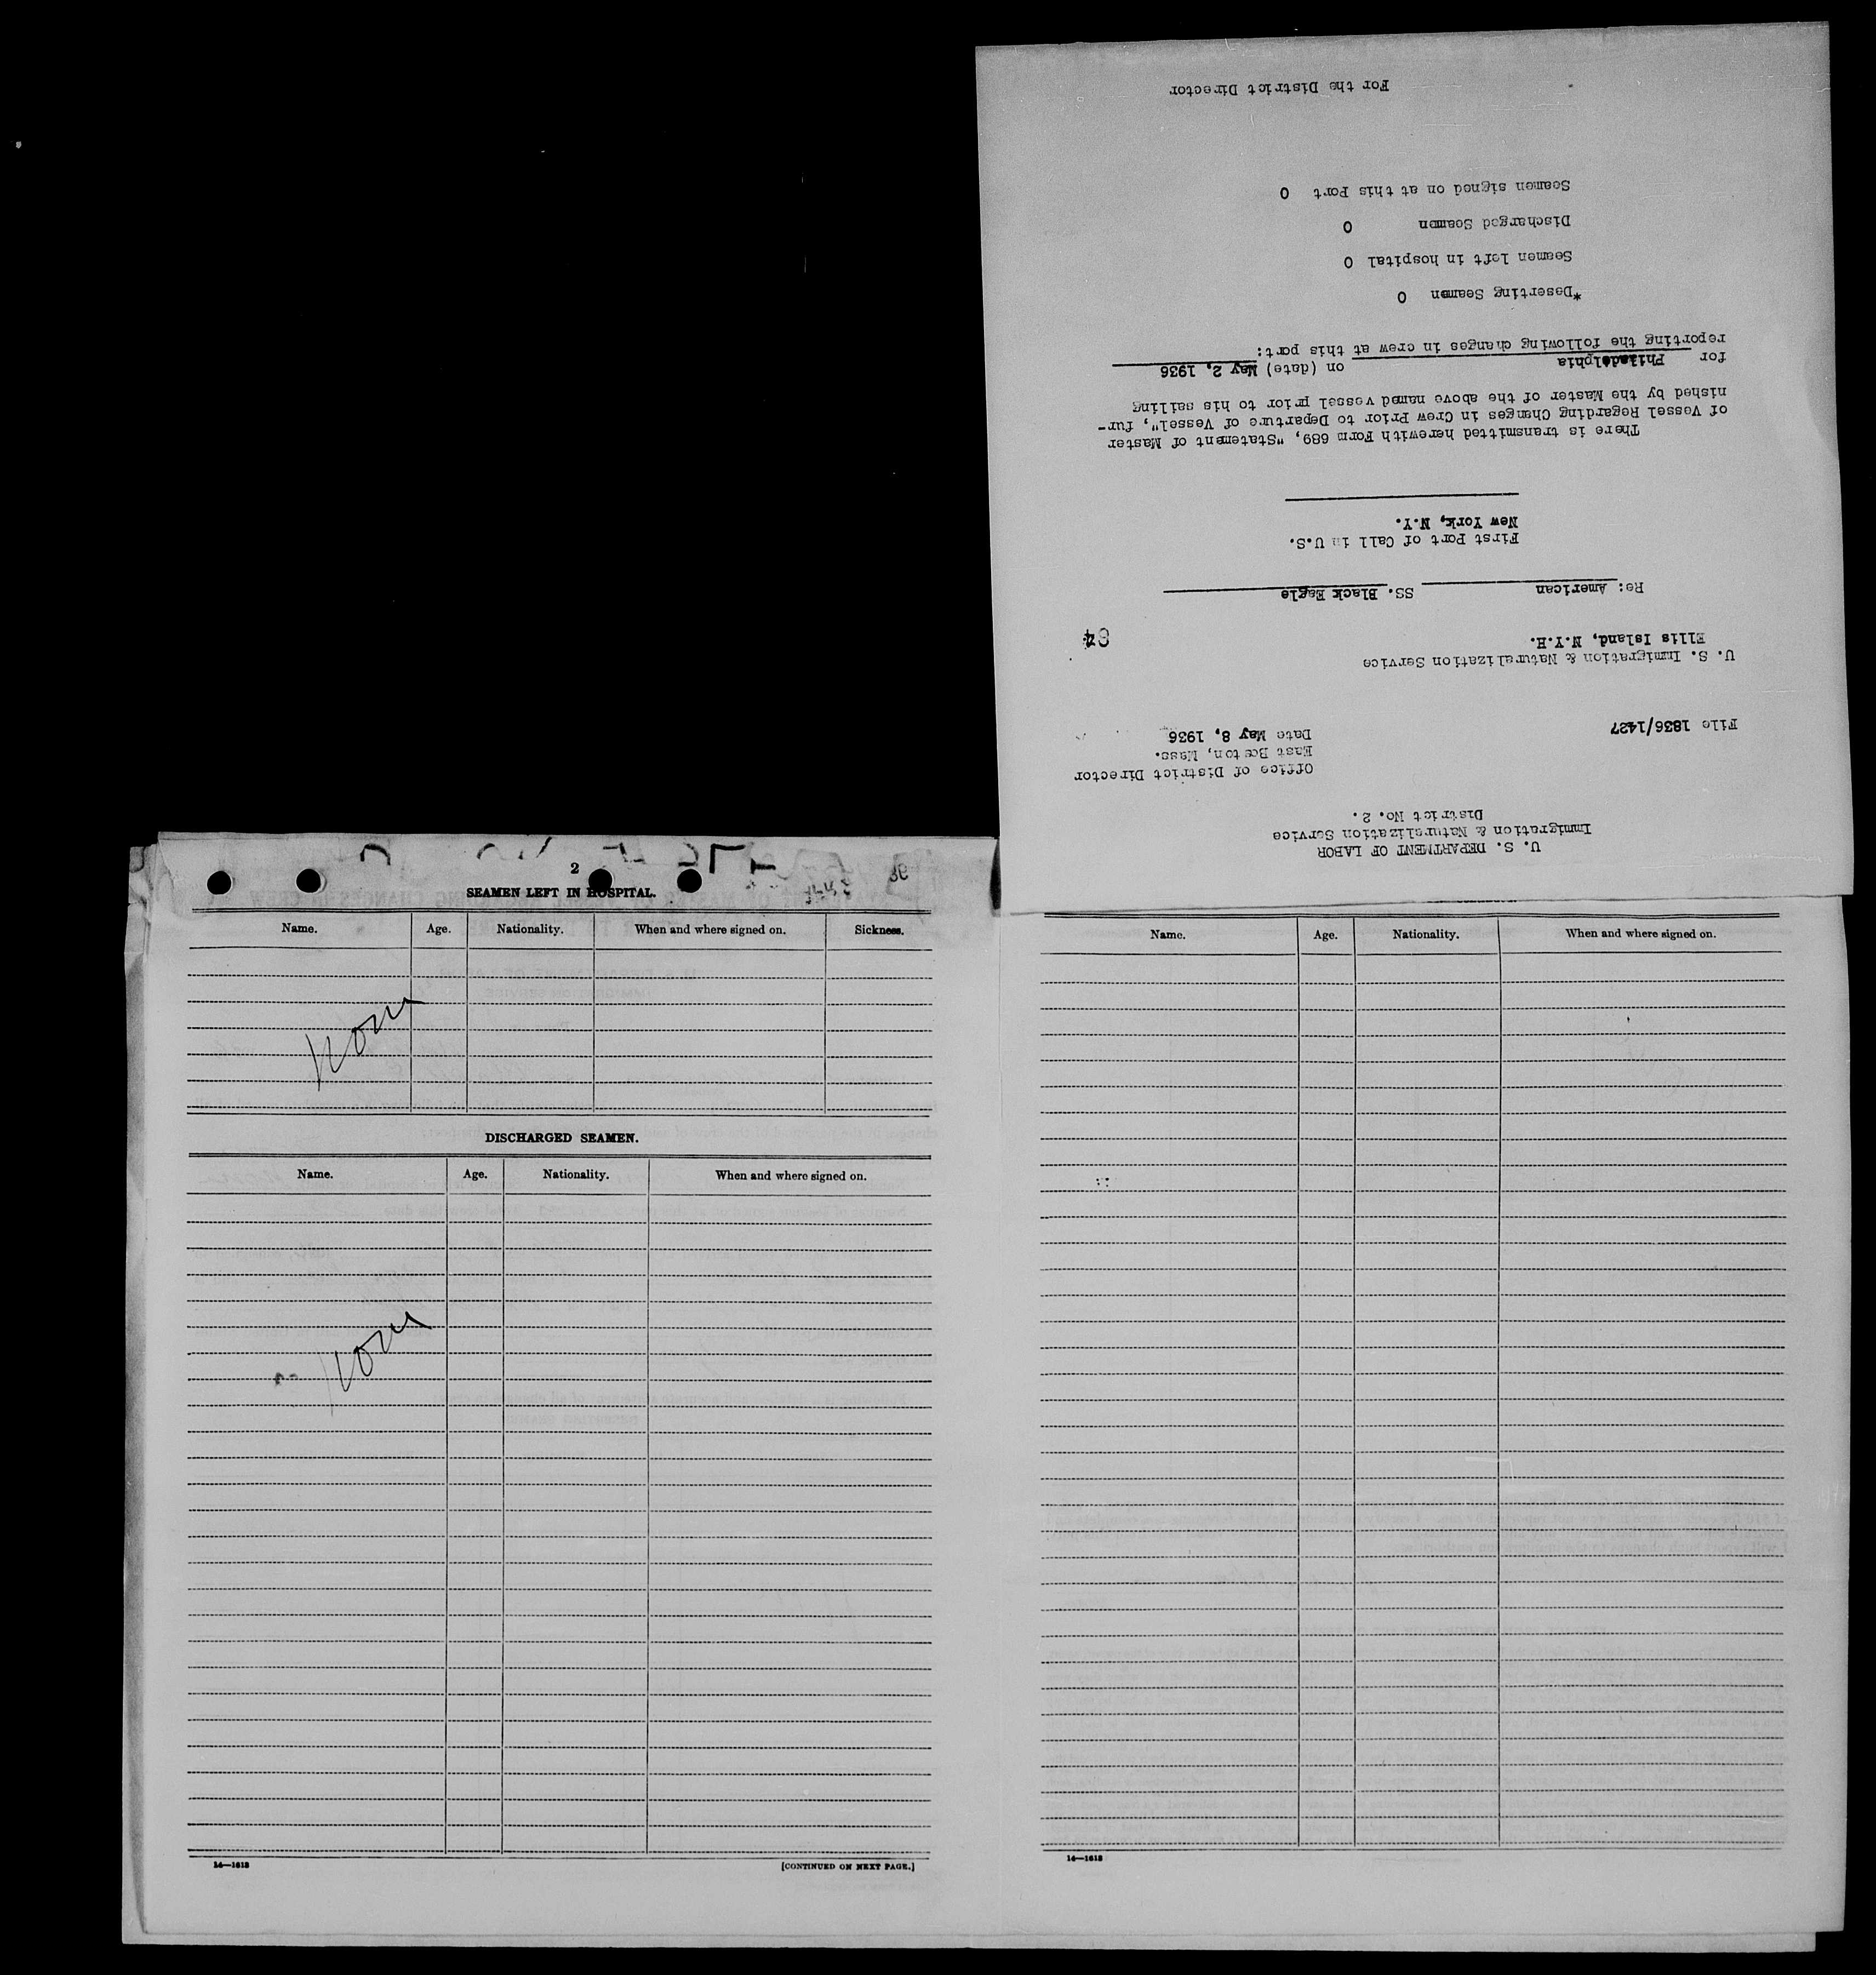 U. S. DEPARTMENT OF LABOR
Immigration & Naturalization Service
District No. 2.
Office of District Director
East Boston, Mass.
File 1836/1427
Date May 8, 1936
U. S. Immigration & Naturalization Service
Ellis Island, N.Y.H.
84
Re: American SS. Black Eagle
First Port of Call in U.S.
New York, N.Y.
There is transmitted herewith Form 689, "Statement of Master
of Vessel Regarding Changes in Crew Prior to Departure of Vessel", fur-
nished by the Master of the above named vessel prior to his sailing
for Philadelphia on (date) May 2, 1936
reporting the following changes in crew at this port:
*Deserting Seamen 0
Seamen left in hospital 0
Discharged Seamen 0
Seamen signed on at this Port 0
For the District Director
2
SEAMEN LEFT IN HOSPITAL.
Name. Age. Nationality. When and where signed on. Sickness.
None
DISCHARGED SEAMEN.
Name. Age. Nationality. When and where signed on.
None
14—1613
[CONTINUED ON NEXT PAGE.]
Name. Age. Nationality. When and where signed on.
14—1613